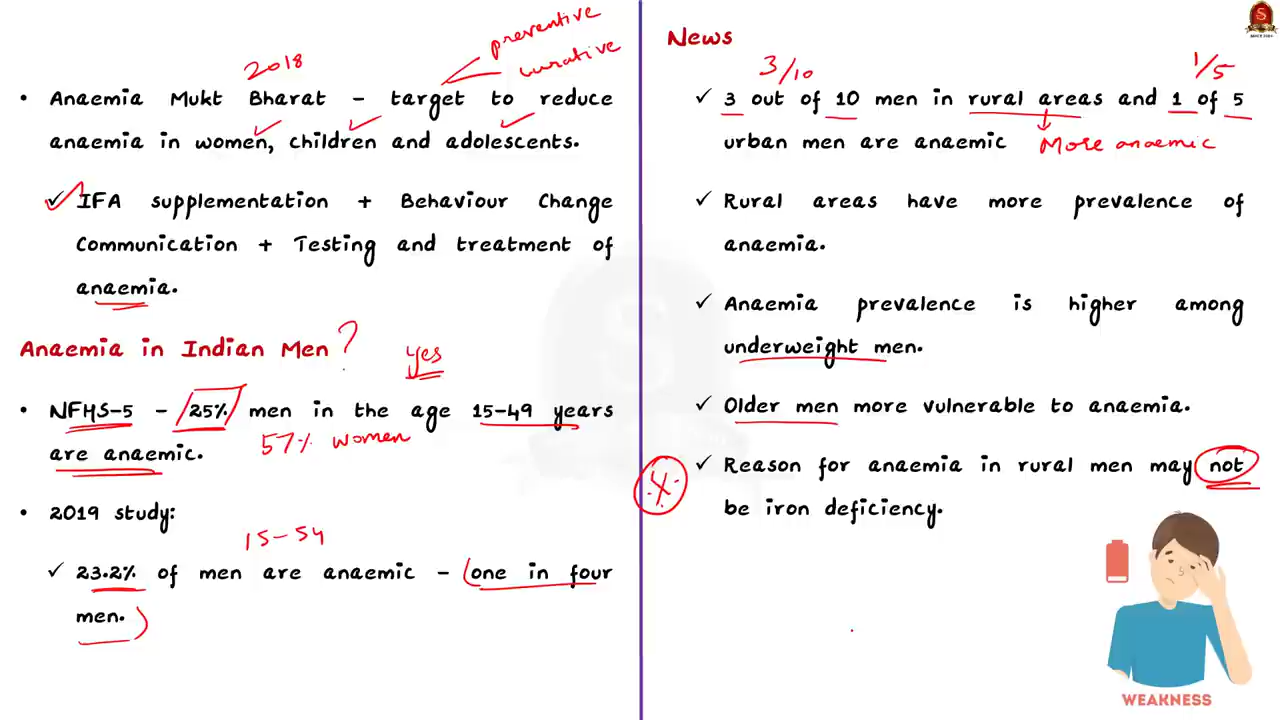 preventive
curative
2018
• Anaemia Mukt Bharat – target to reduce
anaemia in women, children and adolescents.
✓ IFA supplementation + Behaviour Change
Communication + Testing and treatment of
anaemia.
Anaemia in Indian Men ?
yes
• NFHS-5 – 25% men in the age 15-49 years
57% women
are anaemic.
• 2019 study:
15-54
✓ 23.2% of men are anaemic – (one in four
men.)
News
3/10 1/5
✓ 3 out of 10 men in rural areas and 1 of 5
urban men are anaemic More anaemic
✓ Rural areas have more prevalence of
anaemia.
✓ Anaemia prevalence is higher among
underweight men.
✓ Older men more vulnerable to anaemia.
✓ Reason for anaemia in rural men may not
be iron deficiency.
WEAKNESS